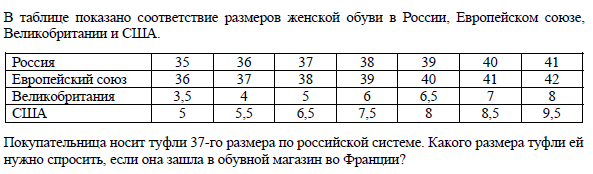 В таблице показано соответствие размеров женской обуви в России, Европейском союзе,
Великобритании и США.
Россия 35 36 37 38 39 40 41
Европейский союз 36 37 38 39 40 41 42
Великобритания 3,5 4 5 6 6,5 7 8
США 5 5,5 6,5 7,5 8 8,5 9,5
Покупательница носит туфли 37-го размера по российской системе. Какого размера туфли ей
нужно спросить, если она зашла в обувной магазин во Франции?